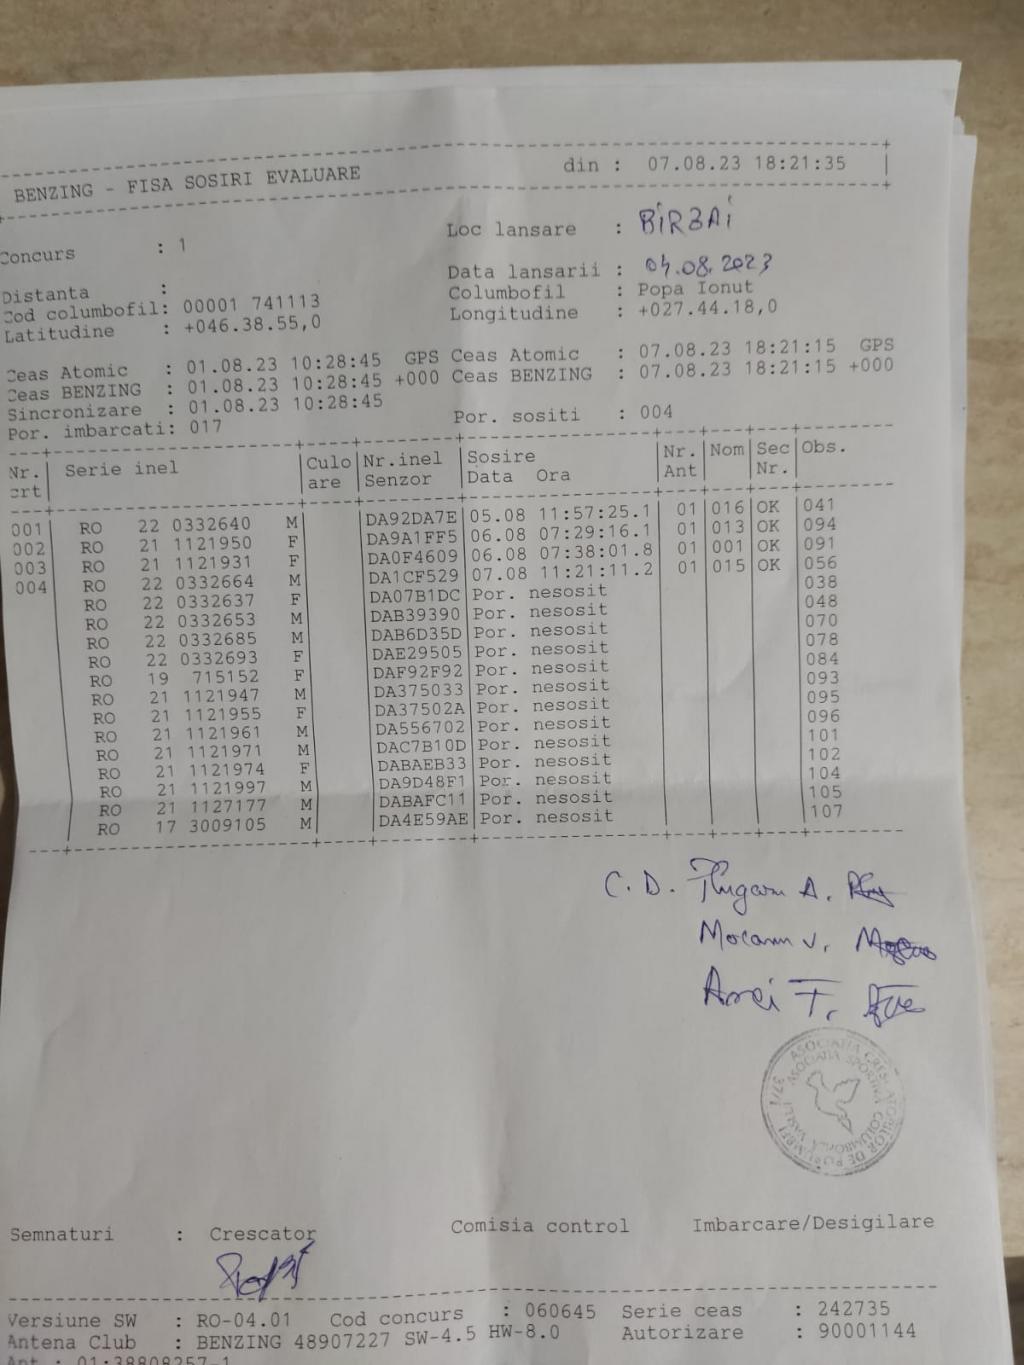 BENZING - FISA SOSIRI EVALUARE din : 07.08.23 18:21:35
Concurs : 1 Loc lansare : BIRZAI
Data lansarii : 04.08.2023
Distanta : Columbofil : Popa Ionut
Cod columbofil: 00001 741113 Longitudine : +027.44.18,0
Latitudine : +046.38.55,0
Ceas Atomic : 01.08.23 10:28:45 GPS Ceas Atomic : 07.08.23 18:21:15 GPS
Ceas BENZING : 01.08.23 10:28:45 +000 Ceas BENZING : 07.08.23 18:21:15 +000
Sincronizare : 01.08.23 10:28:45
Por. imbarcati: 017 Por. sositi : 004
Nr. Serie inel Culo Nr.inel Sosire Nr. Nom Sec Obs.
crt are Senzor Data Ora Ant Nr.
001 RO 22 0332640 M DA92DA7E 05.08 11:57:25.1 01 016 OK 041
002 RO 21 1121950 F DA9A1FF5 06.08 07:29:16.1 01 013 OK 094
003 RO 21 1121931 F DA0F4609 06.08 07:38:01.8 01 001 OK 091
004 RO 22 0332664 M DA1CF529 07.08 11:21:11.2 01 015 OK 056
RO 22 0332637 F DA07B1DC Por. nesosit 038
RO 22 0332653 M DAB39390 Por. nesosit 048
RO 22 0332685 M DAB6D35D Por. nesosit 070
RO 22 0332693 F DAE29505 Por. nesosit 078
RO 19 715152 F DAF92F92 Por. nesosit 084
RO 21 1121947 M DA375033 Por. nesosit 093
RO 21 1121955 F DA37502A Por. nesosit 095
RO 21 1121961 M DA556702 Por. nesosit 096
RO 21 1121971 M DAC7B10D Por. nesosit 101
RO 21 1121974 F DABAEB33 Por. nesosit 102
RO 21 1121997 M DA9D48F1 Por. nesosit 104
RO 21 1127177 M DABAFC11 Por. nesosit 105
RO 17 3009105 M DA4E59AE Por. nesosit 107
C. D. A.
Mocanu V.
T.
ASOCIATIA CRESCATORILOR DE PORUMBEI
ASOCIATIA SPORTIVA COLUMBOFILA VASLUI
Semnaturi : Crescator Comisia control Imbarcare/Desigilare
Versiune SW : RO-04.01 Cod concurs : 060645 Serie ceas : 242735
Antena Club : BENZING 48907227 SW-4.5 HW-8.0 Autorizare : 90001144
Ant : 01:38808257-1